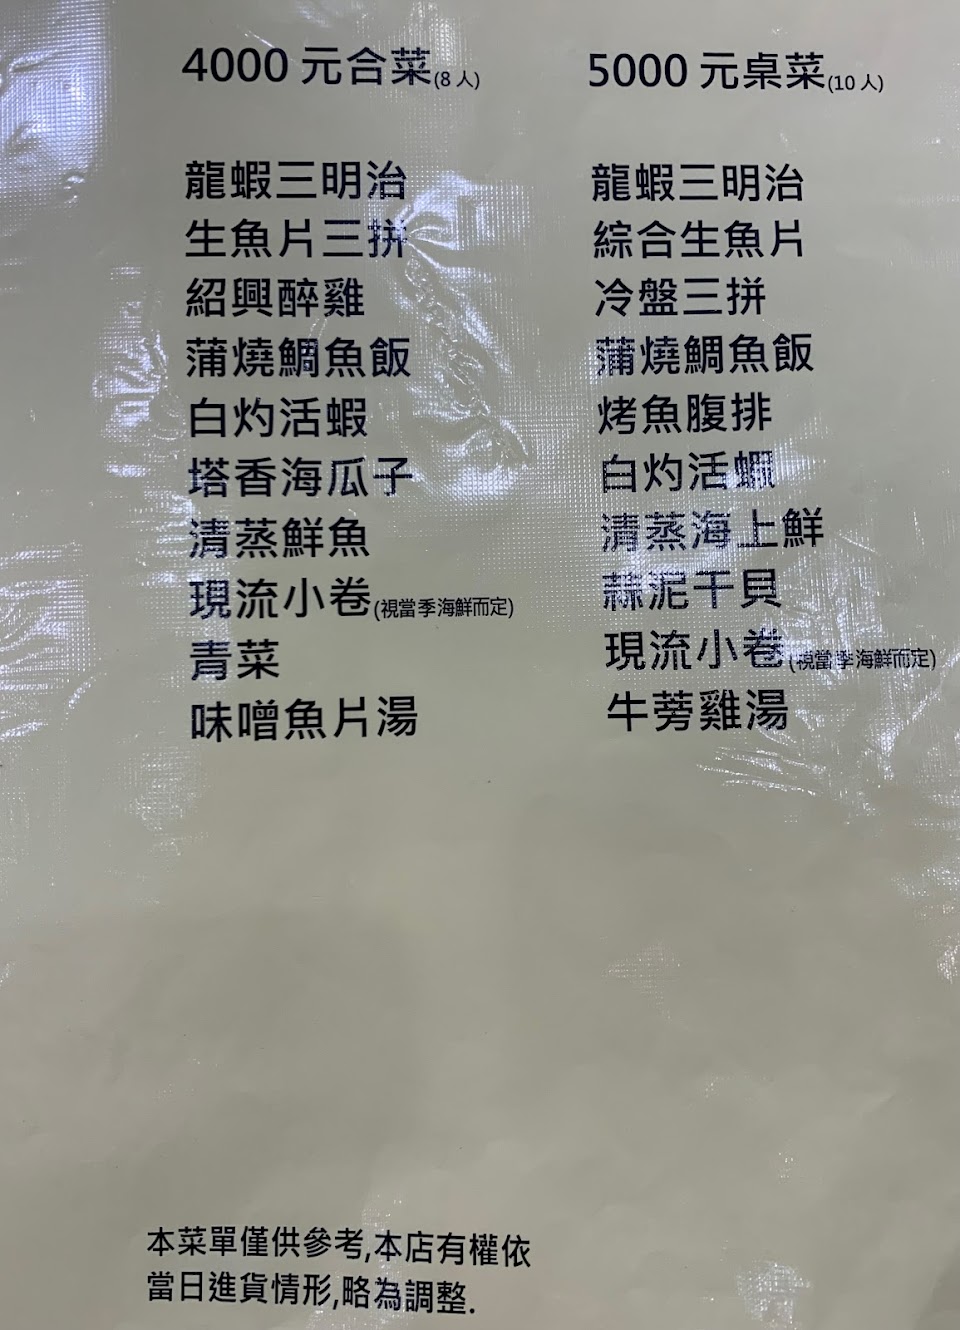 4000 元合菜(8 人)
龍蝦三明治
生魚片三拼
紹興醉雞
蒲燒鯛魚飯
白灼活蝦
塔香海瓜子
清蒸鮮魚
現流小卷(視當季海鮮而定)
青菜
味噌魚片湯
5000 元桌菜(10 人)
龍蝦三明治
綜合生魚片
冷盤三拼
蒲燒鯛魚飯
烤魚腹排
白灼活蝦
清蒸海上鮮
蒜泥干貝
現流小卷(視當季海鮮而定)
牛蒡雞湯
本菜單僅供參考,本店有權依
當日進貨情形,略為調整.